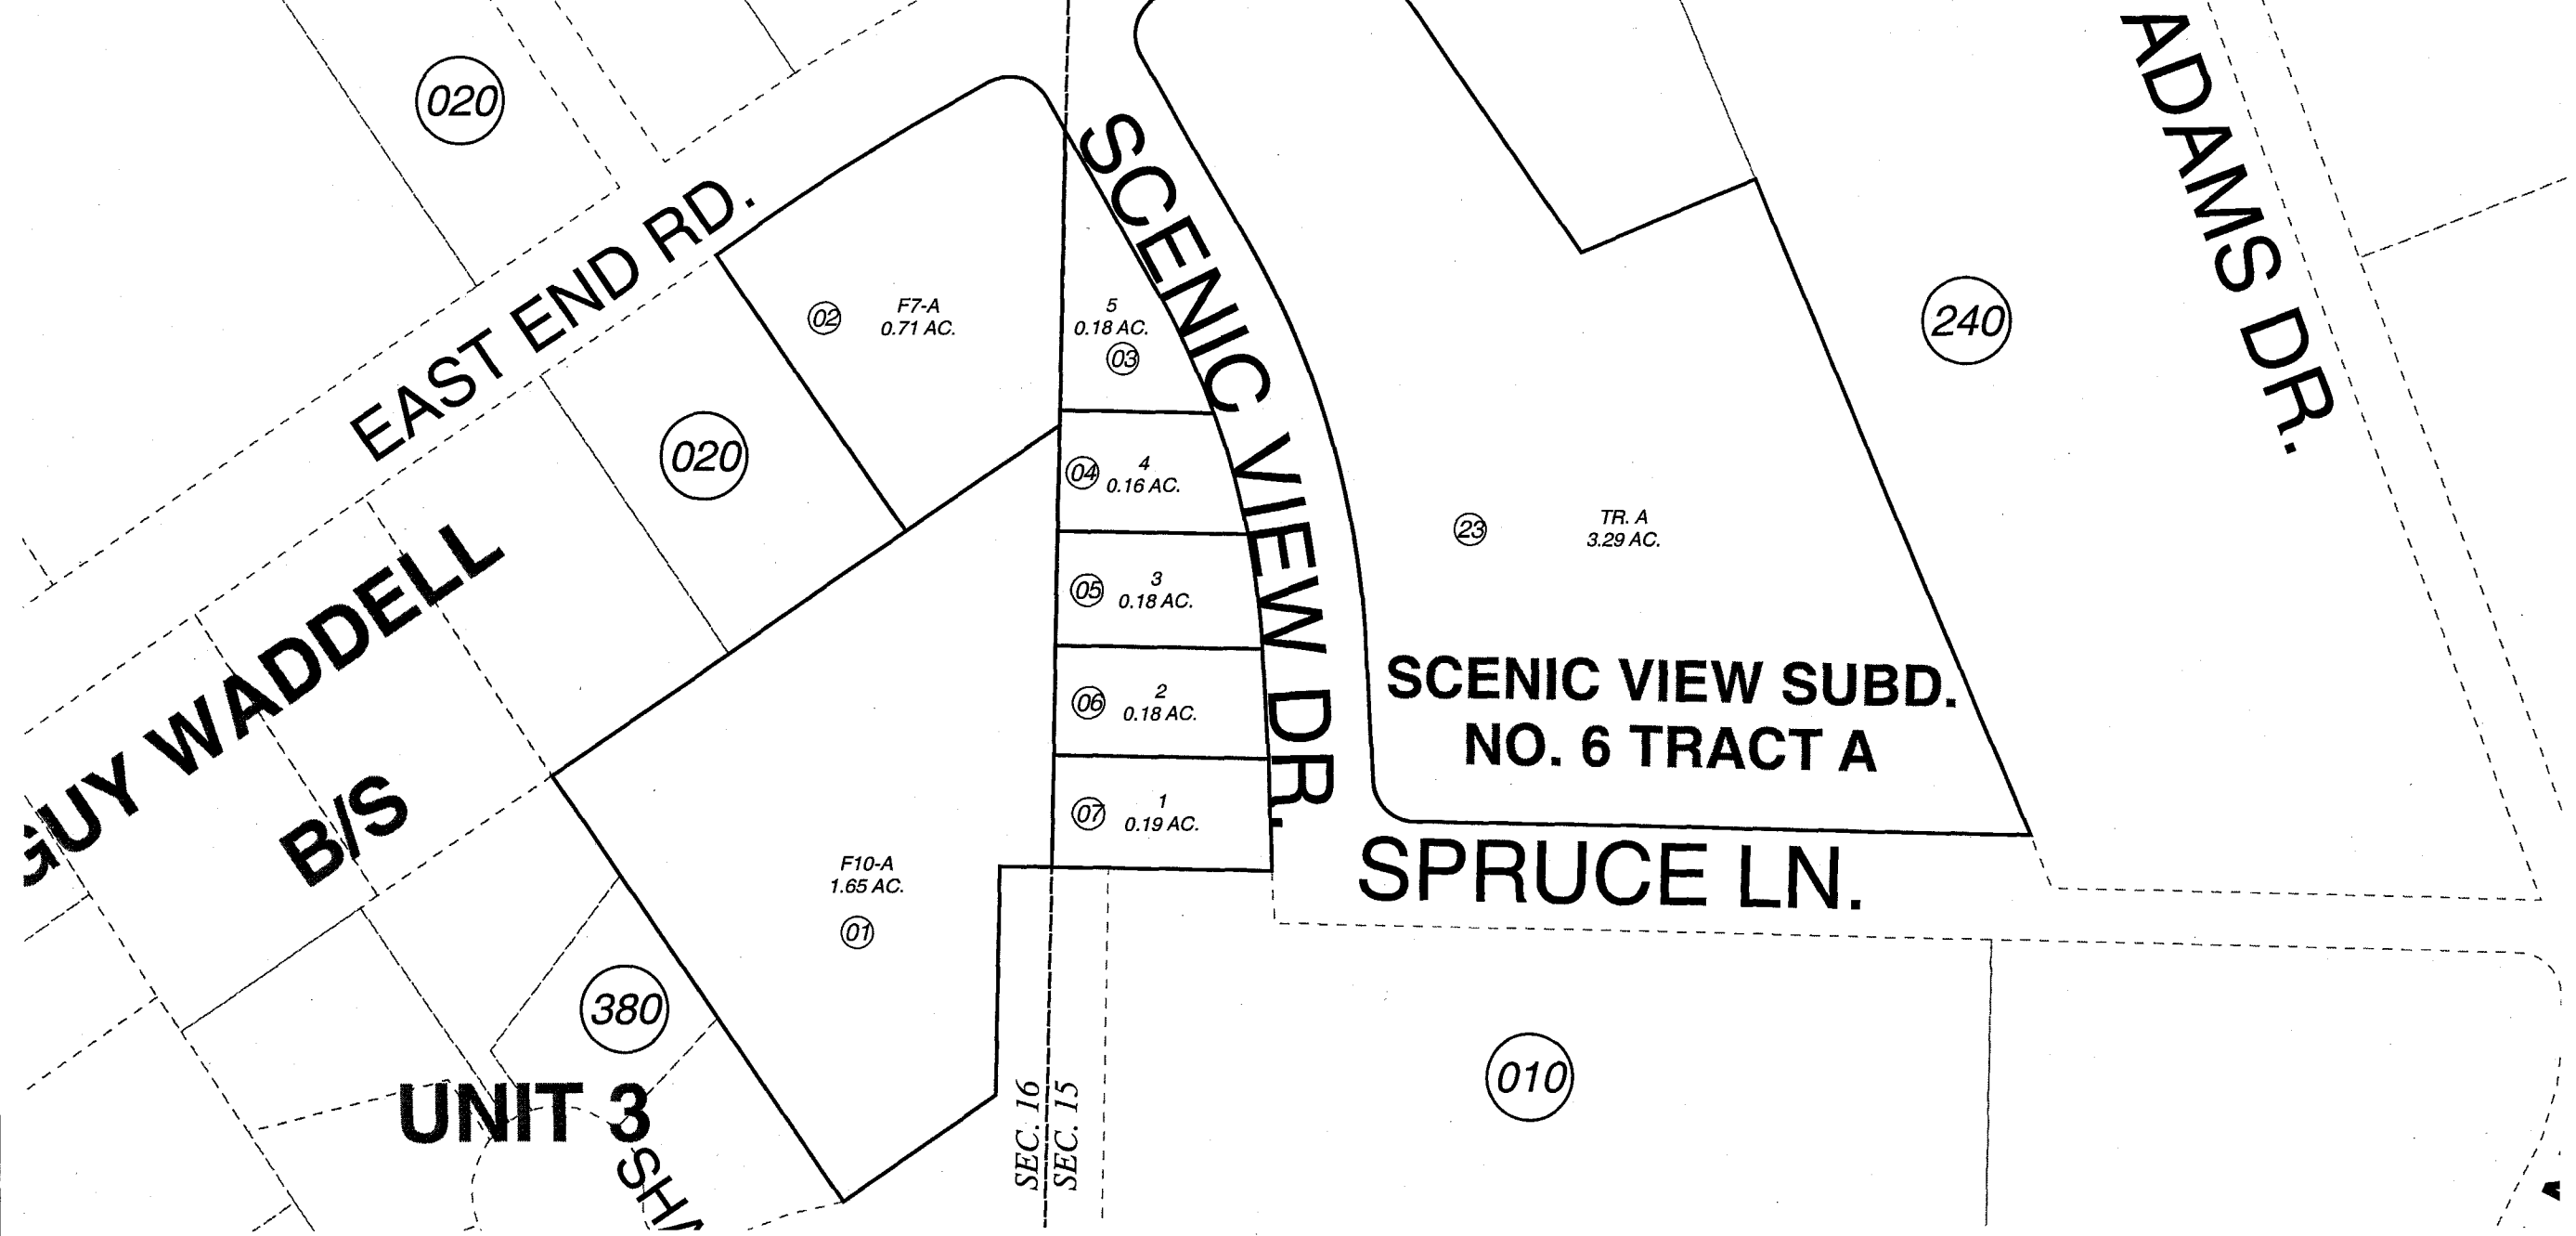 020
ADAMS DR.
EAST END RD.
SCENIC VIEW DR.
02
F7-A
0.71 AC.
5
0.18 AC.
03
240
020
04
4
0.16 AC.
23
TR. A
3.29 AC.
05
3
0.18 AC.
GUY WADDELL
B/S
06
2
0.18 AC.
SCENIC VIEW SUBD.
NO. 6 TRACT A
07
1
0.19 AC.
SPRUCE LN.
F10-A
1.65 AC.
01
380
UNIT 3
SEC. 16
SEC. 15
010